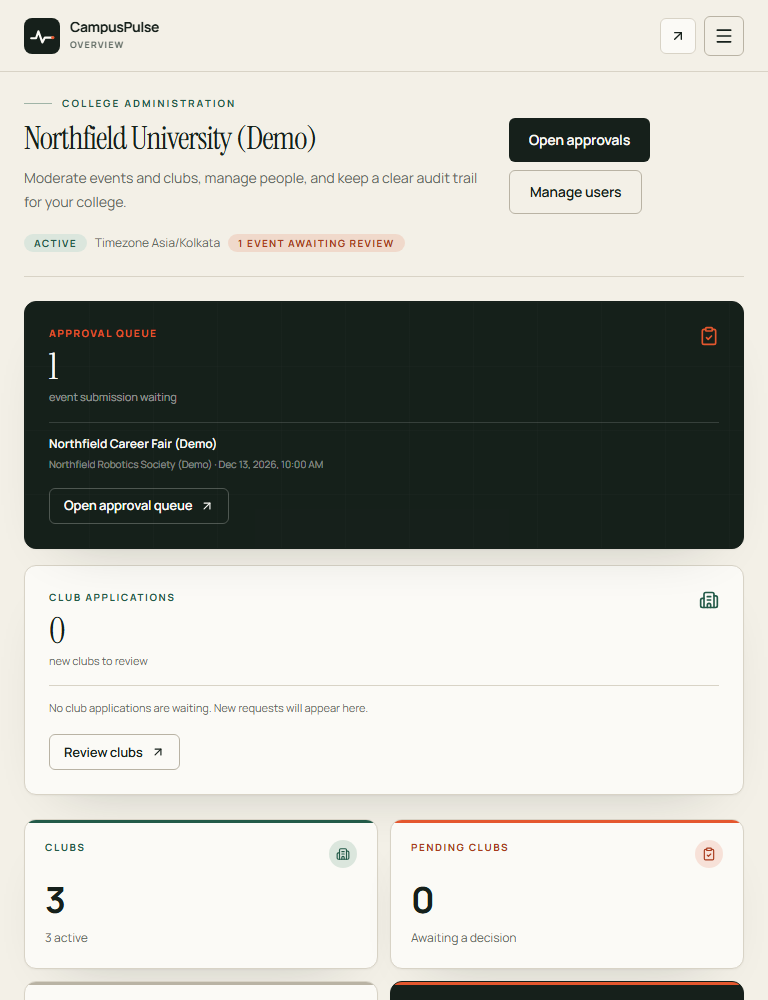 CampusPulse
OVERVIEW
COLLEGE ADMINISTRATION
Northfield University (Demo)
Moderate events and clubs, manage people, and keep a clear audit trail
for your college.
Open approvals
Manage users
ACTIVE Timezone Asia/Kolkata 1 EVENT AWAITING REVIEW
APPROVAL QUEUE
1
event submission waiting
Northfield Career Fair (Demo)
Northfield Robotics Society (Demo) · Dec 13, 2026, 10:00 AM
Open approval queue
CLUB APPLICATIONS
0
new clubs to review
No club applications are waiting. New requests will appear here.
Review clubs
CLUBS
3
3 active
PENDING CLUBS
0
Awaiting a decision